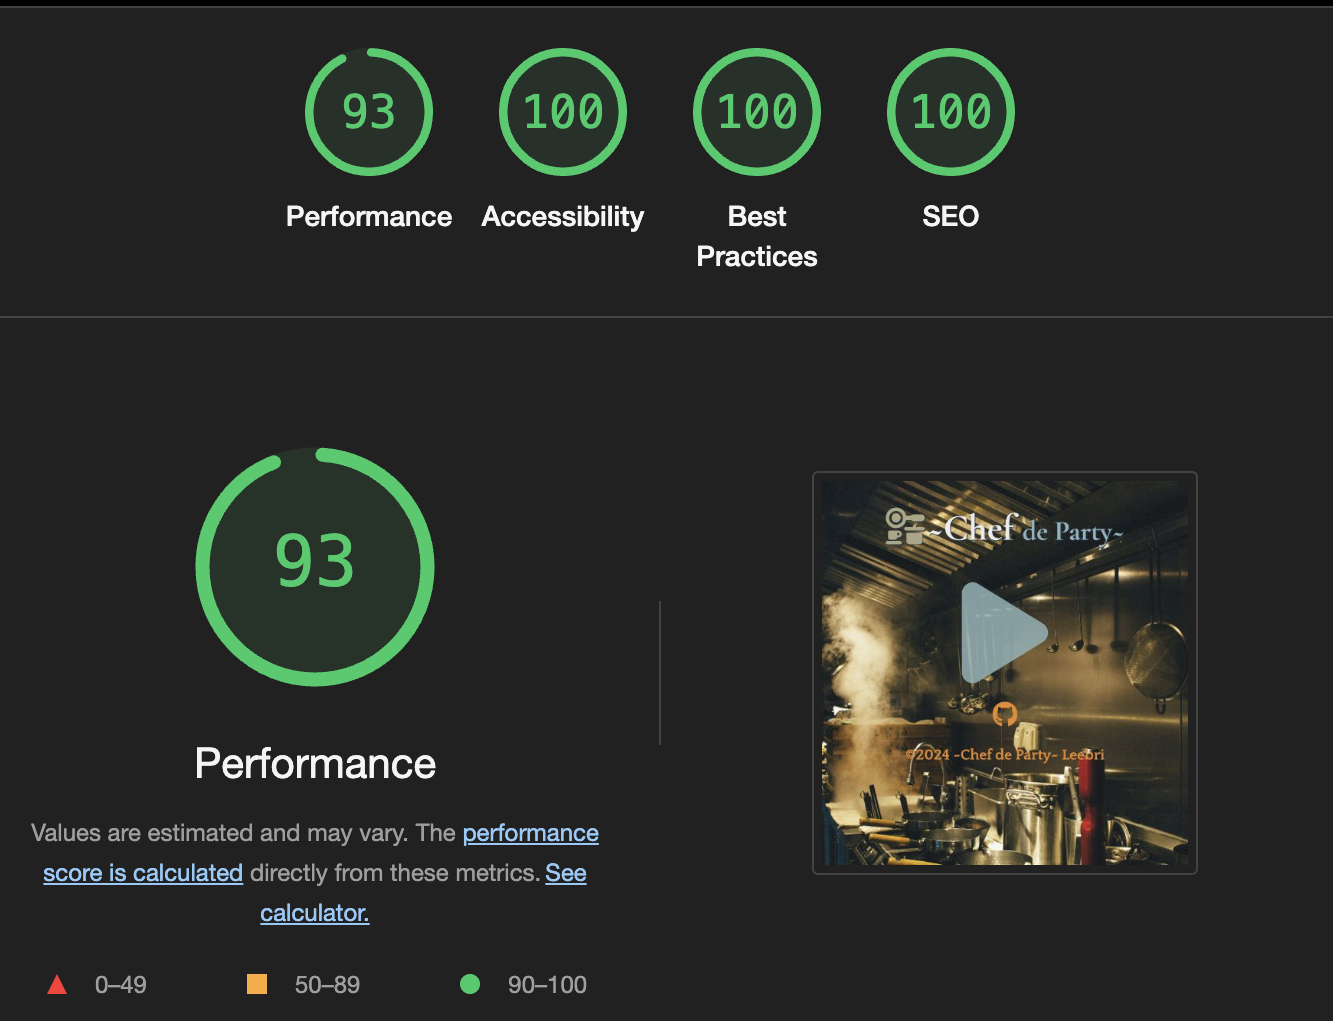 93
100
100
100
Performance
Accessibility
Best
Practices
SEO
93
Performance
Values are estimated and may vary. The performance
score is calculated directly from these metrics. See
calculator.
0–49
50–89
90–100
~Chef de Party~
©2024 ~Chef de Party~ Leebri